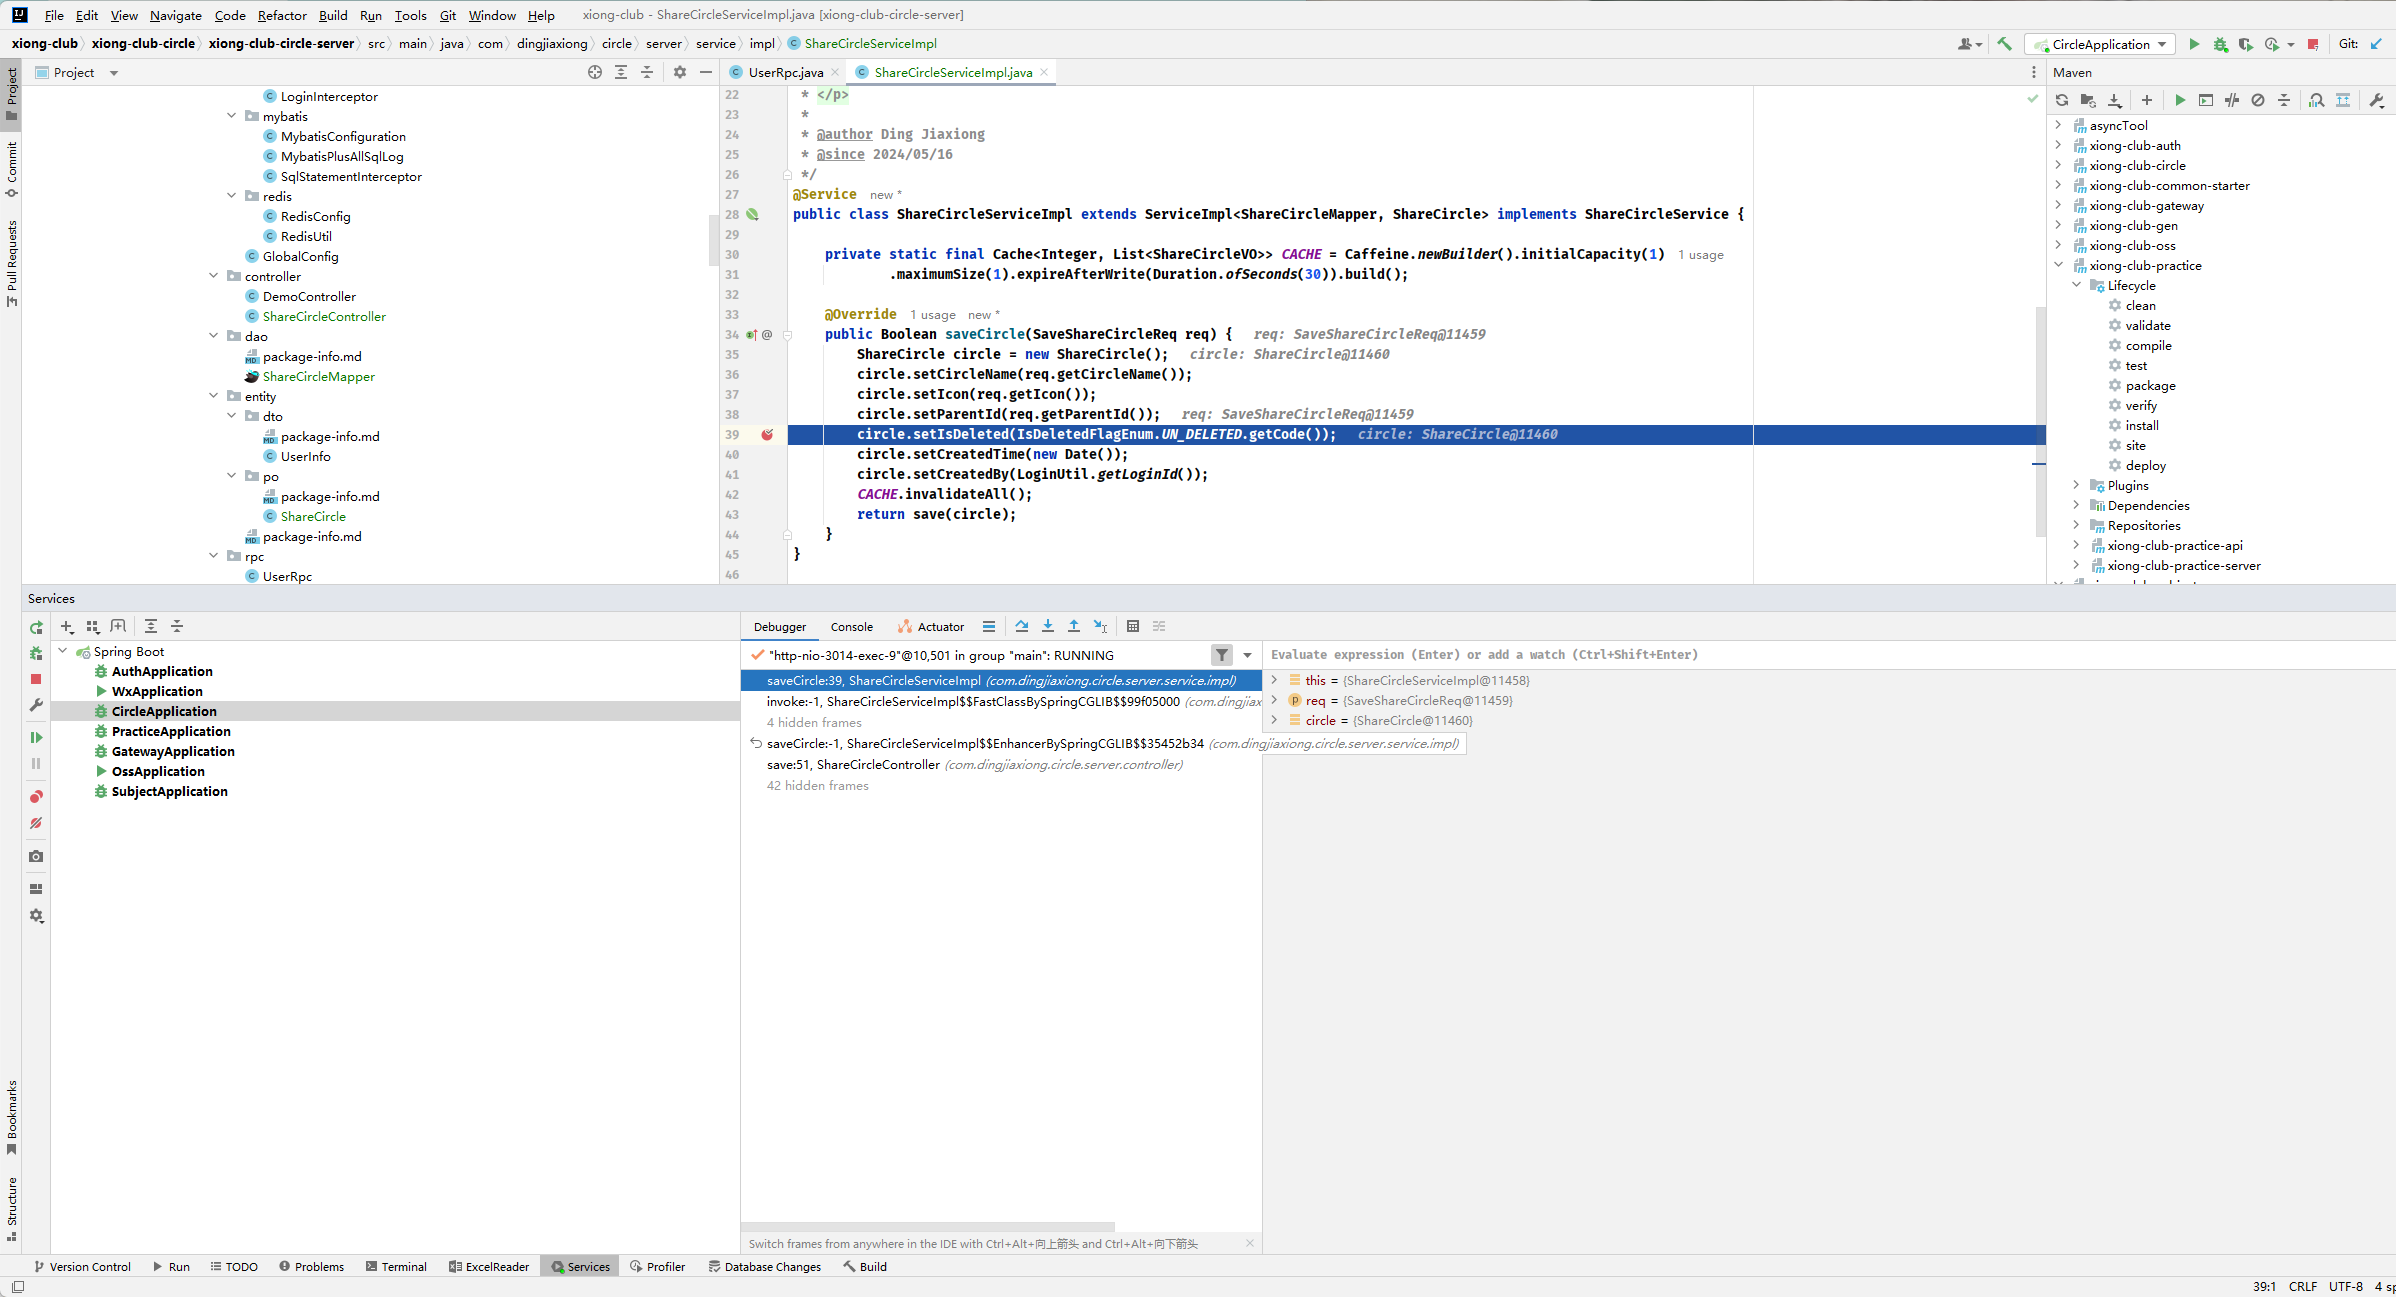 File Edit View Navigate Code Refactor Build Run Tools Git Window Help xiong-club - ShareCircleServiceImpl.java [xiong-club-circle-server]
xiong-club xiong-club-circle xiong-club-circle-server src main java com dingjiaxiong circle server service impl ShareCircleServiceImpl CircleApplication Git:
Project
Commit
Pull Requests
Bookmarks
Structure
Project
LoginInterceptor
mybatis
MybatisConfiguration
MybatisPlusAllSqlLog
SqlStatementInterceptor
redis
RedisConfig
RedisUtil
GlobalConfig
controller
DemoController
ShareCircleController
dao
package-info.md
ShareCircleMapper
entity
dto
package-info.md
UserInfo
po
package-info.md
ShareCircle
package-info.md
rpc
UserRpc
UserRpc.java ShareCircleServiceImpl.java
22 * </p>
23 *
24 * @author Ding Jiaxiong
25 * @since 2024/05/16
26 */
27 @Service new *
28 public class ShareCircleServiceImpl extends ServiceImpl<ShareCircleMapper, ShareCircle> implements ShareCircleService {
29
30 private static final Cache<Integer, List<ShareCircleVO>> CACHE = Caffeine.newBuilder().initialCapacity(1) 1 usage
31 .maximumSize(1).expireAfterWrite(Duration.ofSeconds(30)).build();
32
33 @Override 1 usage new *
34 @ public Boolean saveCircle(SaveShareCircleReq req) { req: SaveShareCircleReq@11459
35 ShareCircle circle = new ShareCircle(); circle: ShareCircle@11460
36 circle.setCircleName(req.getCircleName());
37 circle.setIcon(req.getIcon());
38 circle.setParentId(req.getParentId()); req: SaveShareCircleReq@11459
39 circle.setIsDeleted(IsDeletedFlagEnum.UN_DELETED.getCode()); circle: ShareCircle@11460
40 circle.setCreatedTime(new Date());
41 circle.setCreatedBy(LoginUtil.getLoginId());
42 CACHE.invalidateAll();
43 return save(circle);
44 }
45 }
46
Maven
asyncTool
xiong-club-auth
xiong-club-circle
xiong-club-common-starter
xiong-club-gateway
xiong-club-gen
xiong-club-oss
xiong-club-practice
Lifecycle
clean
validate
compile
test
package
verify
install
site
deploy
Plugins
Dependencies
Repositories
xiong-club-practice-api
xiong-club-practice-server
Services
Spring Boot
AuthApplication
WxApplication
CircleApplication
PracticeApplication
GatewayApplication
OssApplication
SubjectApplication
Debugger Console Actuator
"http-nio-3014-exec-9"@10,501 in group "main": RUNNING
saveCircle:39, ShareCircleServiceImpl (com.dingjiaxiong.circle.server.service.impl)
invoke:-1, ShareCircleServiceImpl$$FastClassBySpringCGLIB$$99f05000 (com.dingjiax
4 hidden frames
saveCircle:-1, ShareCircleServiceImpl$$EnhancerBySpringCGLIB$$35452b34 (com.dingjiaxiong.circle.server.service.impl)
save:51, ShareCircleController (com.dingjiaxiong.circle.server.controller)
42 hidden frames
Evaluate expression (Enter) or add a watch (Ctrl+Shift+Enter)
this = {ShareCircleServiceImpl@11458}
req = {SaveShareCircleReq@11459}
circle = {ShareCircle@11460}
Switch frames from anywhere in the IDE with Ctrl+Alt+向上箭头 and Ctrl+Alt+向下箭头
Version Control Run TODO Problems Terminal ExcelReader Services Profiler Database Changes Build
39:1 CRLF UTF-8 4 sp